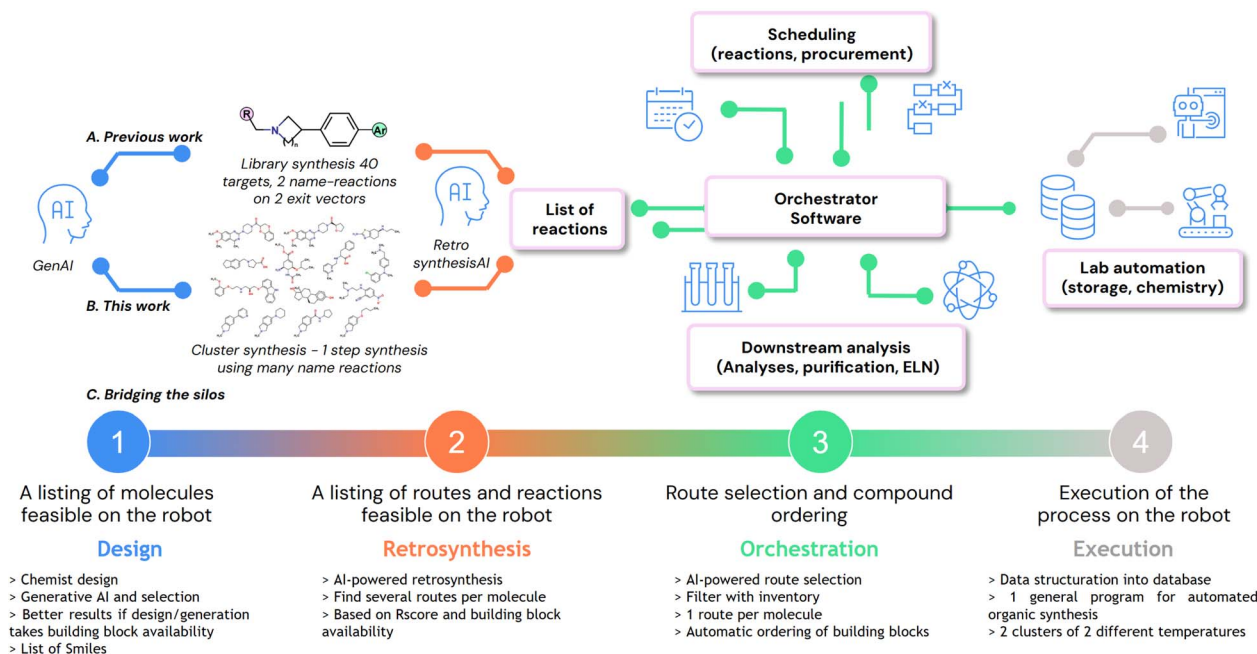 A. Previous work
R
N
( )n
Ar
Library synthesis 40
targets, 2 name-reactions
on 2 exit vectors
AI
GenAI
B. This work
Cluster synthesis - 1 step synthesis
using many name reactions
AI
Retro
synthesisAI
List of
reactions
Scheduling
(reactions, procurement)
Orchestrator
Software
Downstream analysis
(Analyses, purification, ELN)
Lab automation
(storage, chemistry)
C. Bridging the silos
1
2
3
4
A listing of molecules
feasible on the robot
Design
> Chemist design
> Generative AI and selection
> Better results if design/generation
takes building block availability
> List of Smiles
A listing of routes and reactions
feasible on the robot
Retrosynthesis
> AI-powered retrosynthesis
> Find several routes per molecule
> Based on Rscore and building block
availability
Route selection and compound
ordering
Orchestration
> AI-powered route selection
> Filter with inventory
> 1 route per molecule
> Automatic ordering of building blocks
Execution of the
process on the robot
Execution
> Data structuration into database
> 1 general program for automated
organic synthesis
> 2 clusters of 2 different temperatures